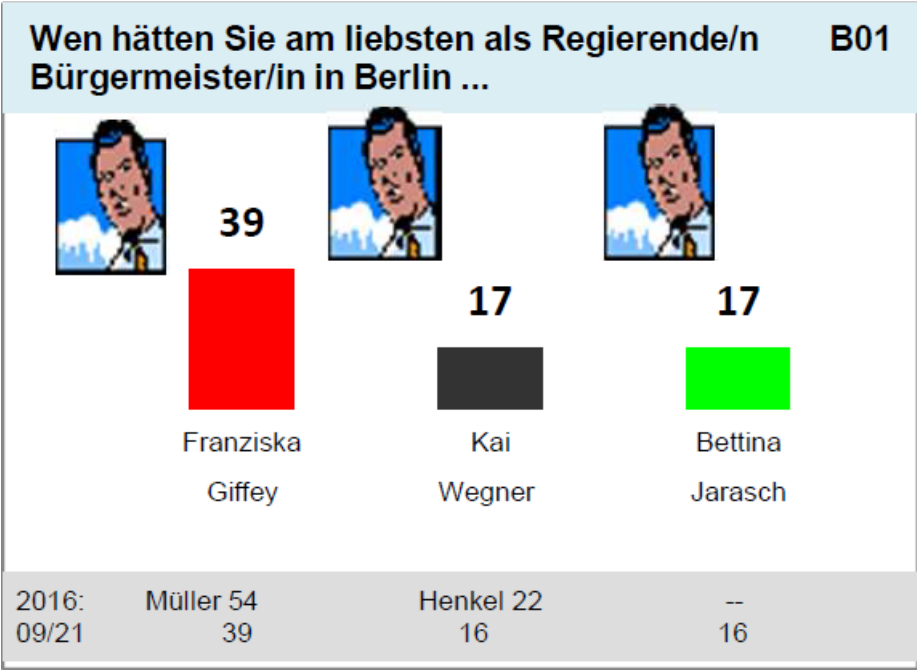 Wen hätten Sie am liebsten als Regierende/n B01
Bürgermeister/in in Berlin ...
39
17 17
Franziska Kai Bettina
Giffey Wegner Jarasch
2016: Müller 54 Henkel 22 --
09/21 39 16 16